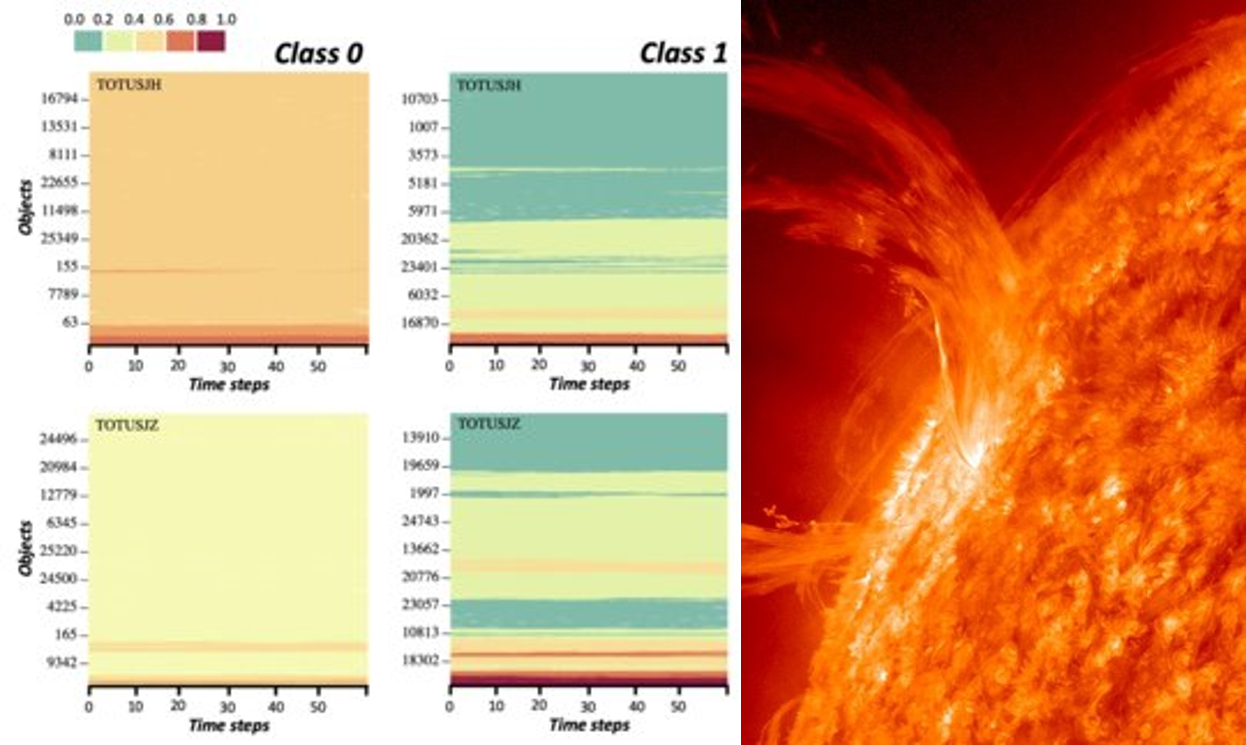 0.0 0.2 0.4 0.6 0.8 1.0
Class 0
TOTUSJH
16794
13531
8111
22655
11498
25349
155
7789
63
Objects
0 10 20 30 40 50
Time steps
Class 1
TOTUSJH
10703
1007
3573
5181
5971
20362
23401
6032
16870
0 10 20 30 40 50
Time steps
TOTUSJZ
24496
20984
12779
6345
25220
24500
4225
165
9342
Objects
0 10 20 30 40 50
Time steps
TOTUSJZ
13910
19659
1997
24743
13662
20776
23057
10813
18302
0 10 20 30 40 50
Time steps